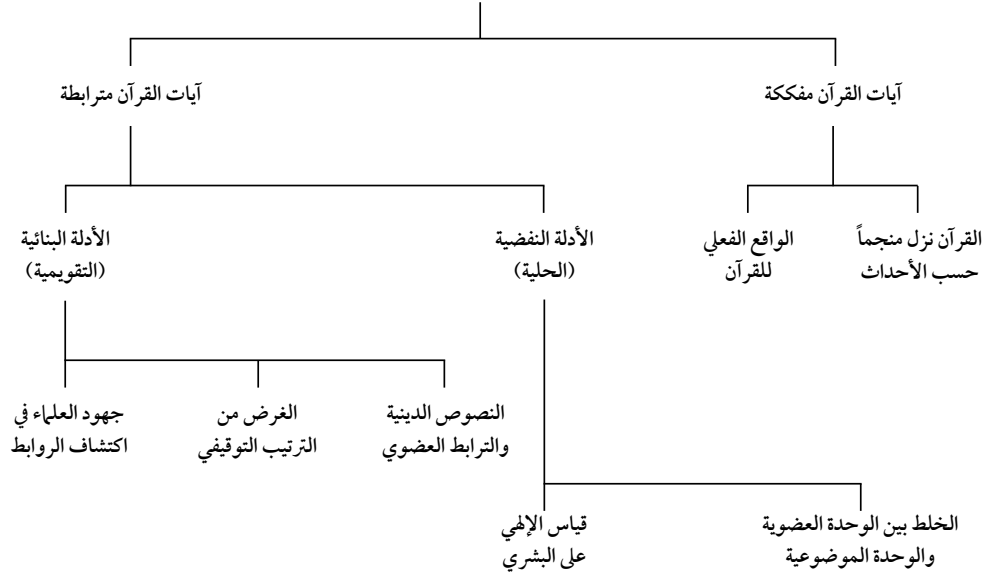 آيات القرآن مفككة
آيات القرآن مترابطة
القرآن نزل منجماً
حسب الأحداث
الواقع الفعلي
للقرآن
الأدلة النفضية
(الحلية)
الأدلة البنائية
(التقويمية)
النصوص الدينية
والترابط العضوي
الغرض من
الترتيب التوقيفي
جهود العلماء في
اكتشاف الروابط
الخلط بين الوحدة العضوية
والوحدة الموضوعية
قياس الإلهي
على البشري